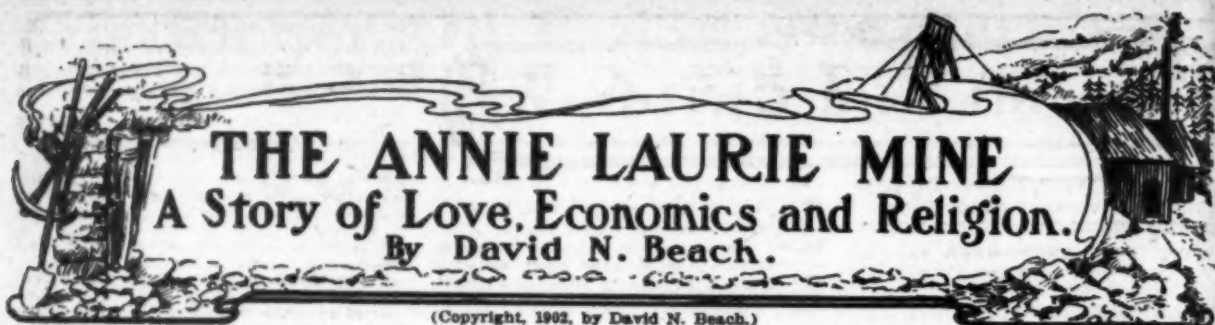 THE ANNIE LAURIE MINE
A Story of Love, Economics and Religion.
By David N. Beach.
(Copyright, 1902, by David N. Beach.)